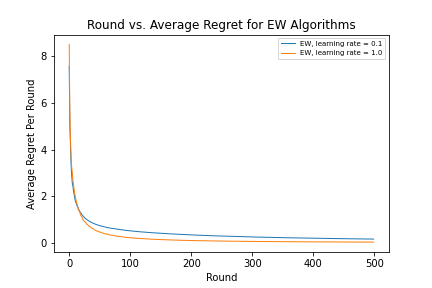 Round vs. Average Regret for EW Algorithms
EW, learning rate = 0.1
EW, learning rate = 1.0
Average Regret Per Round
8
6
4
2
0
0 100 200 300 400 500
Round